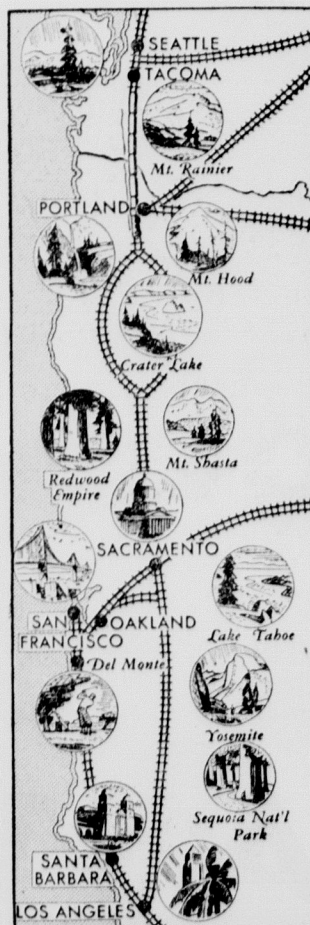 SEATTLE
TACOMA
Mt. Rainier
PORTLAND
Mt. Hood
Crater Lake
Mt. Shasta
Redwood
Empire
SACRAMENTO
SAN
FRANCISCO
OAKLAND
Lake Tahoe
Del Monte
Yosemite
Sequoia Nat'l
Park
SANTA
BARBARA
LOS ANGELES